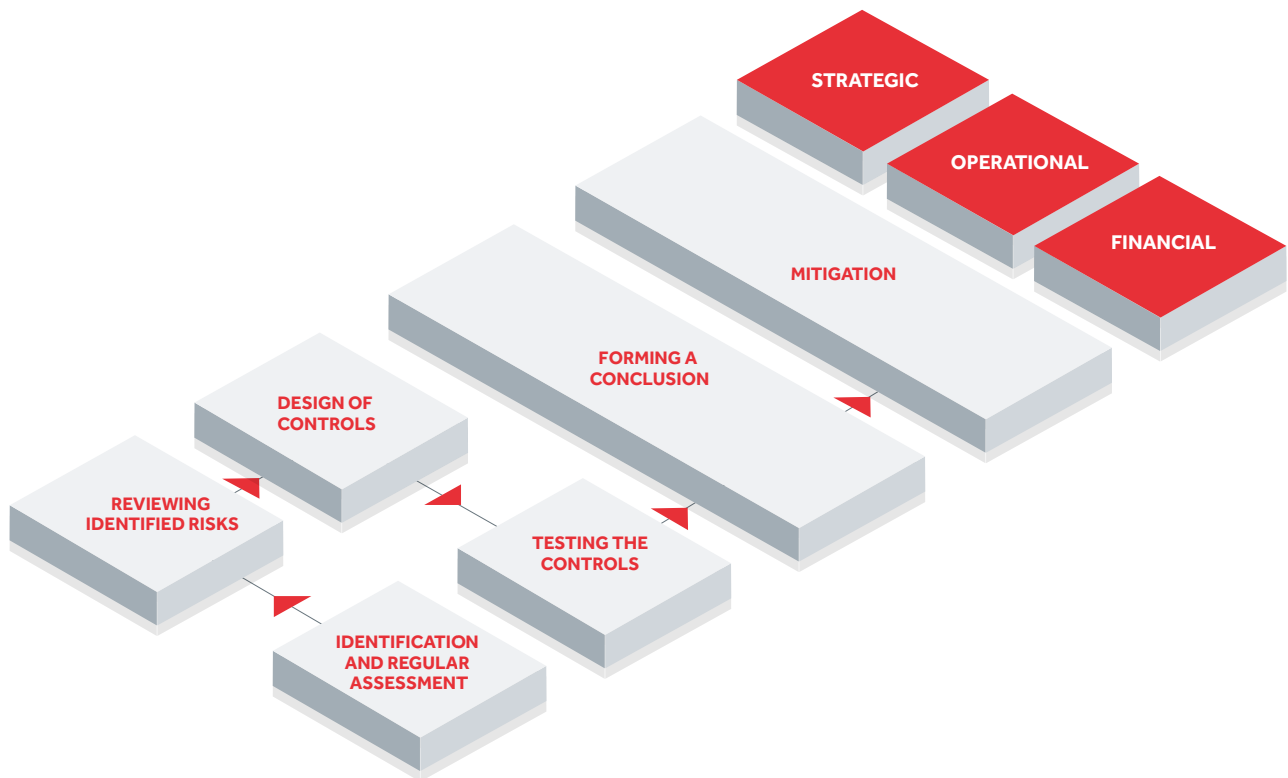 STRATEGIC
OPERATIONAL
FINANCIAL
MITIGATION
FORMING A
CONCLUSION
DESIGN OF
CONTROLS
REVIEWING
IDENTIFIED RISKS
TESTING THE
CONTROLS
IDENTIFICATION
AND REGULAR
ASSESSMENT